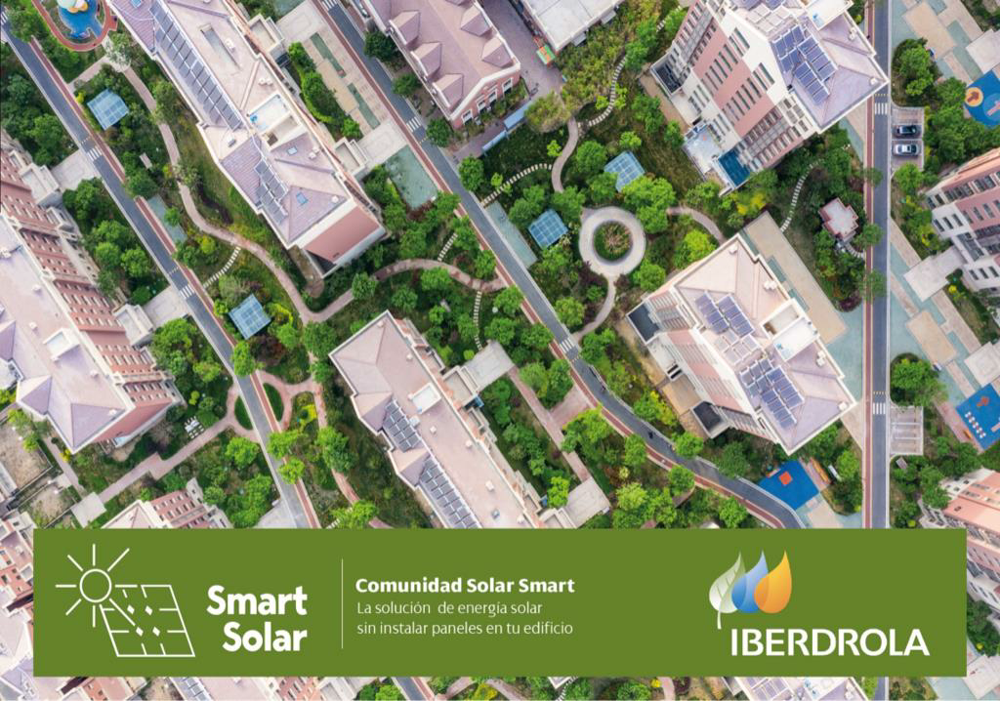 Smart
Solar
Comunidad Solar Smart
La solución de energía solar
sin instalar paneles en tu edificio
IBERDROLA